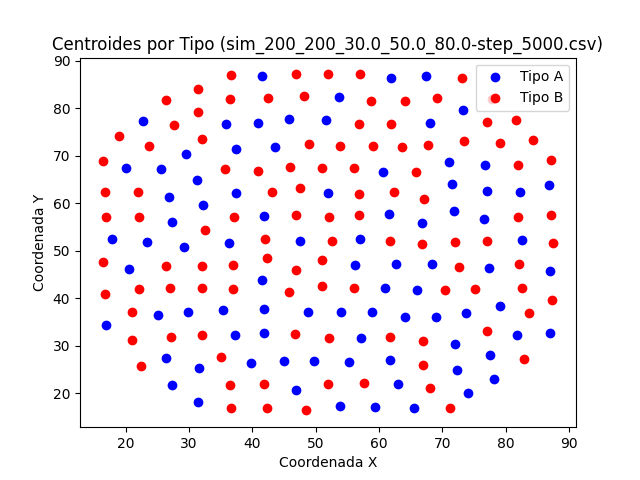 Centroides por Tipo (sim_200_200_30.0_50.0_80.0-step_5000.csv)
Tipo A
Tipo B
90
80
70
60
50
40
30
20
Coordenada Y
20 30 40 50 60 70 80 90
Coordenada X